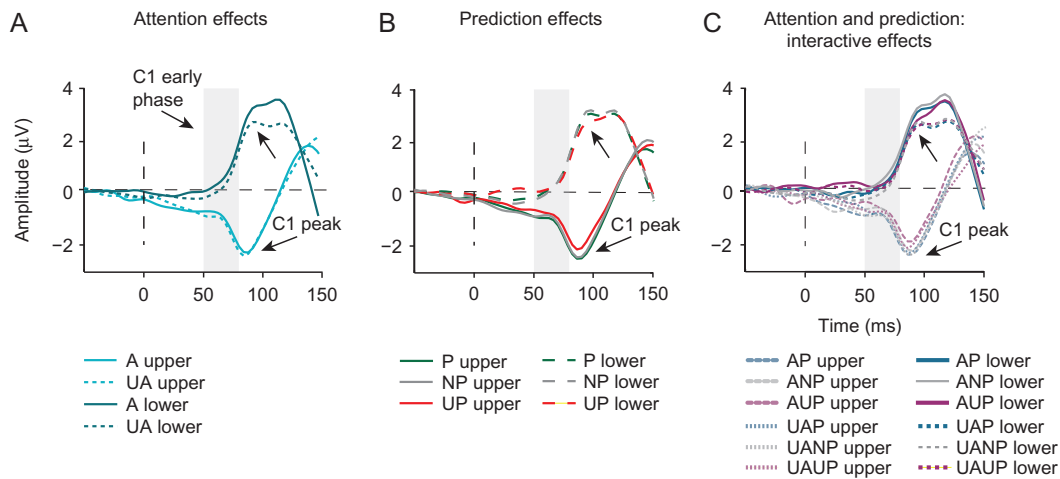 A
Attention effects
B
Prediction effects
C
Attention and prediction:
interactive effects
C1 early
phase
Amplitude (μV)
4
2
0
−2
0
50
100
150
C1 peak
4
2
0
−2
0
50
100
150
C1 peak
4
2
0
−2
0
50
100
150
C1 peak
Time (ms)
A upper
UA upper
A lower
UA lower
P upper
NP upper
UP upper
P lower
NP lower
UP lower
AP upper
ANP upper
AUP upper
UAP upper
UANP upper
UAUP upper
AP lower
ANP lower
AUP lower
UAP lower
UANP lower
UAUP lower